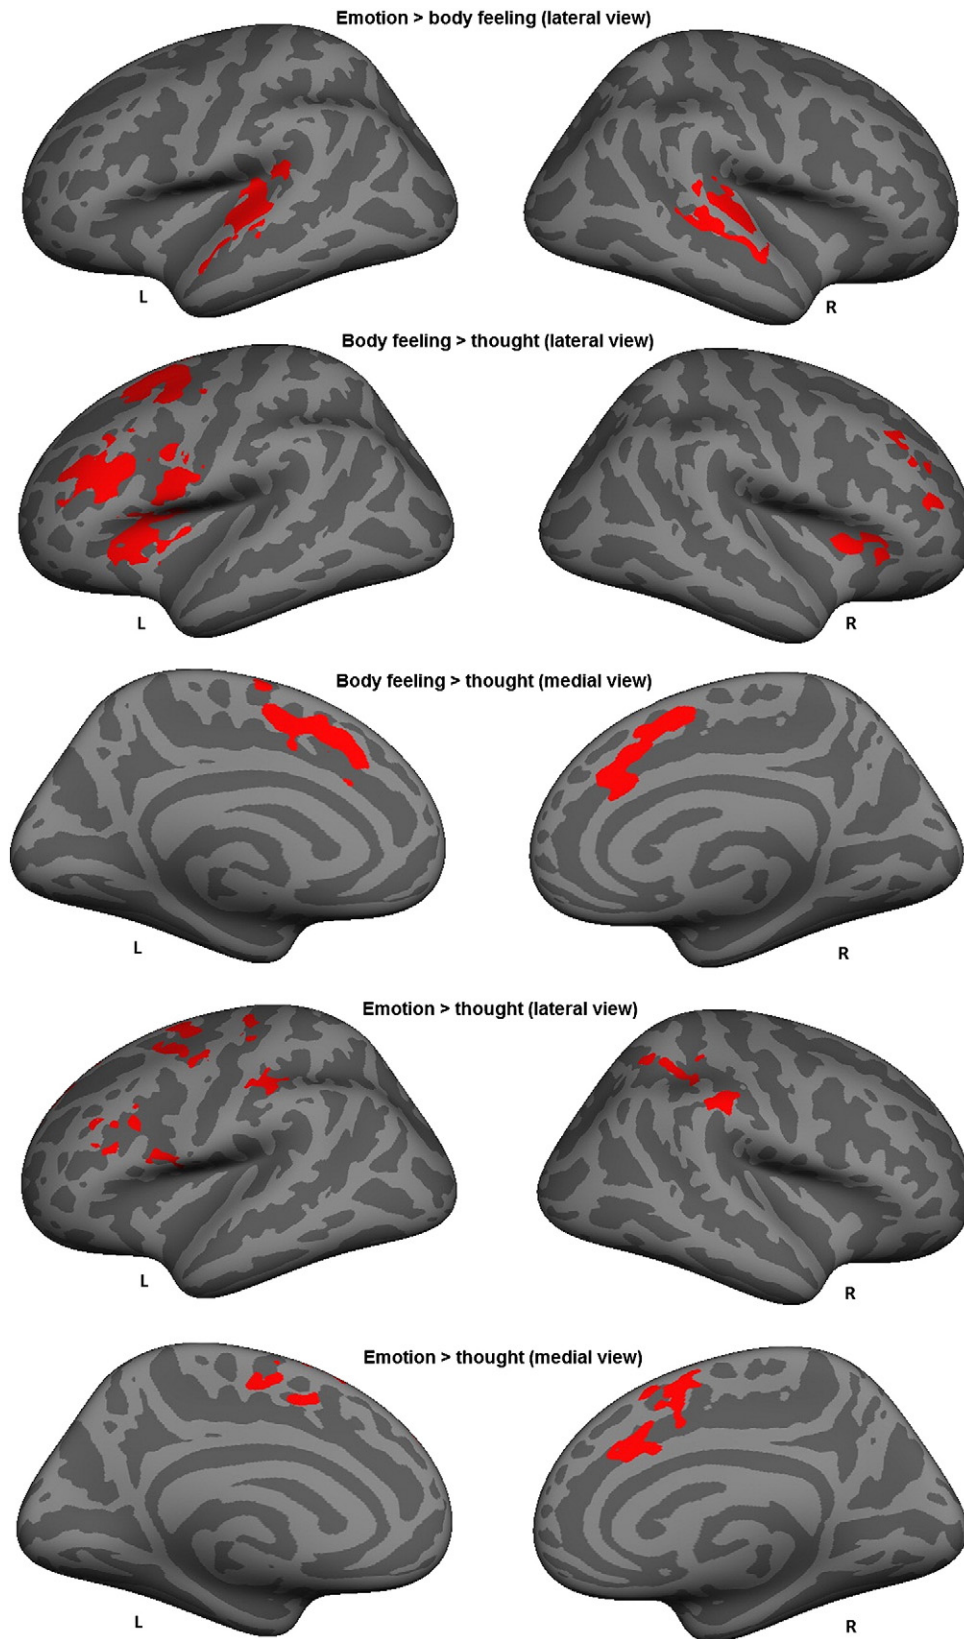 Emotion > body feeling (lateral view)
L
R
Body feeling > thought (lateral view)
L
R
Body feeling > thought (medial view)
L
R
Emotion > thought (lateral view)
L
R
Emotion > thought (medial view)
L
R